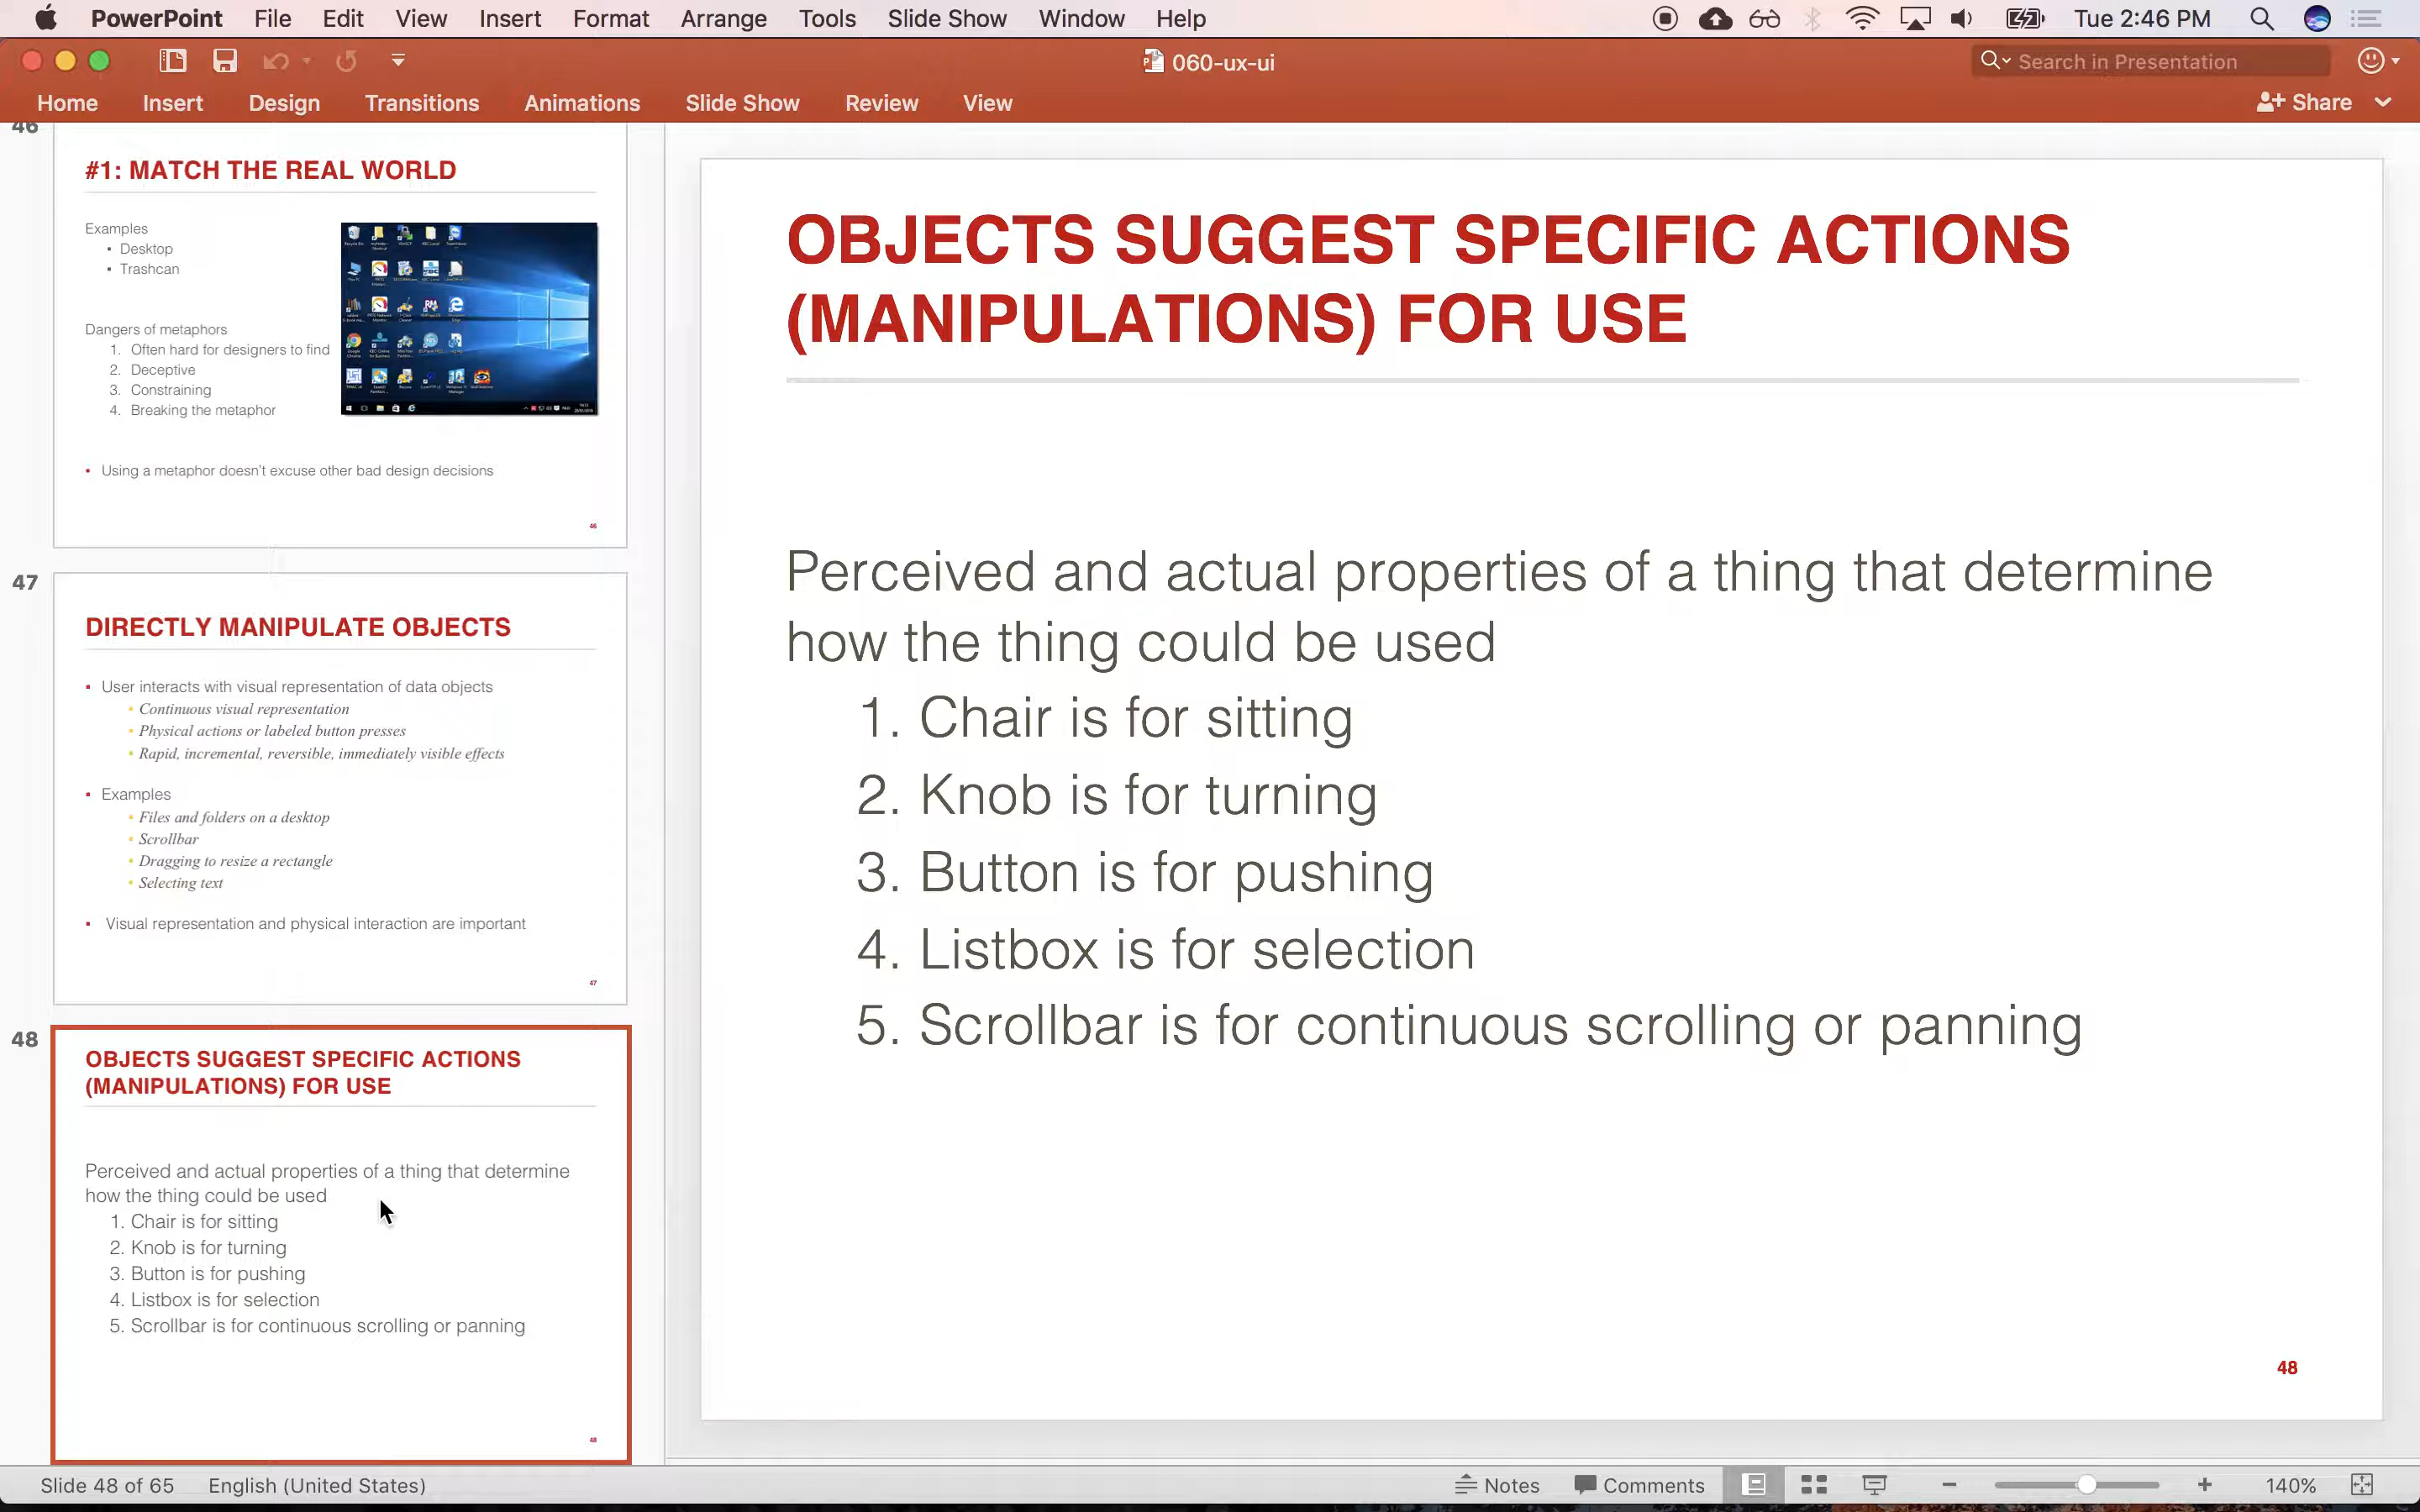 PowerPoint File Edit View Insert Format Arrange Tools Slide Show Window Help Tue 2:46 PM
060-ux-ui
Search in Presentation
Home Insert Design Transitions Animations Slide Show Review View Share
46
#1: MATCH THE REAL WORLD
Examples
▪ Desktop
▪ Trashcan
Dangers of metaphors
1. Often hard for designers to find
2. Deceptive
3. Constraining
4. Breaking the metaphor
▪ Using a metaphor doesn't excuse other bad design decisions
46
47
DIRECTLY MANIPULATE OBJECTS
▪ User interacts with visual representation of data objects
▪ Continuous visual representation
▪ Physical actions or labeled button presses
▪ Rapid, incremental, reversible, immediately visible effects
▪ Examples
▪ Files and folders on a desktop
▪ Scrollbar
▪ Dragging to resize a rectangle
▪ Selecting text
▪ Visual representation and physical interaction are important
47
48
OBJECTS SUGGEST SPECIFIC ACTIONS
(MANIPULATIONS) FOR USE
Perceived and actual properties of a thing that determine
how the thing could be used
1. Chair is for sitting
2. Knob is for turning
3. Button is for pushing
4. Listbox is for selection
5. Scrollbar is for continuous scrolling or panning
48
OBJECTS SUGGEST SPECIFIC ACTIONS
(MANIPULATIONS) FOR USE
Perceived and actual properties of a thing that determine
how the thing could be used
1. Chair is for sitting
2. Knob is for turning
3. Button is for pushing
4. Listbox is for selection
5. Scrollbar is for continuous scrolling or panning
48
Slide 48 of 65 English (United States) Notes Comments 140%